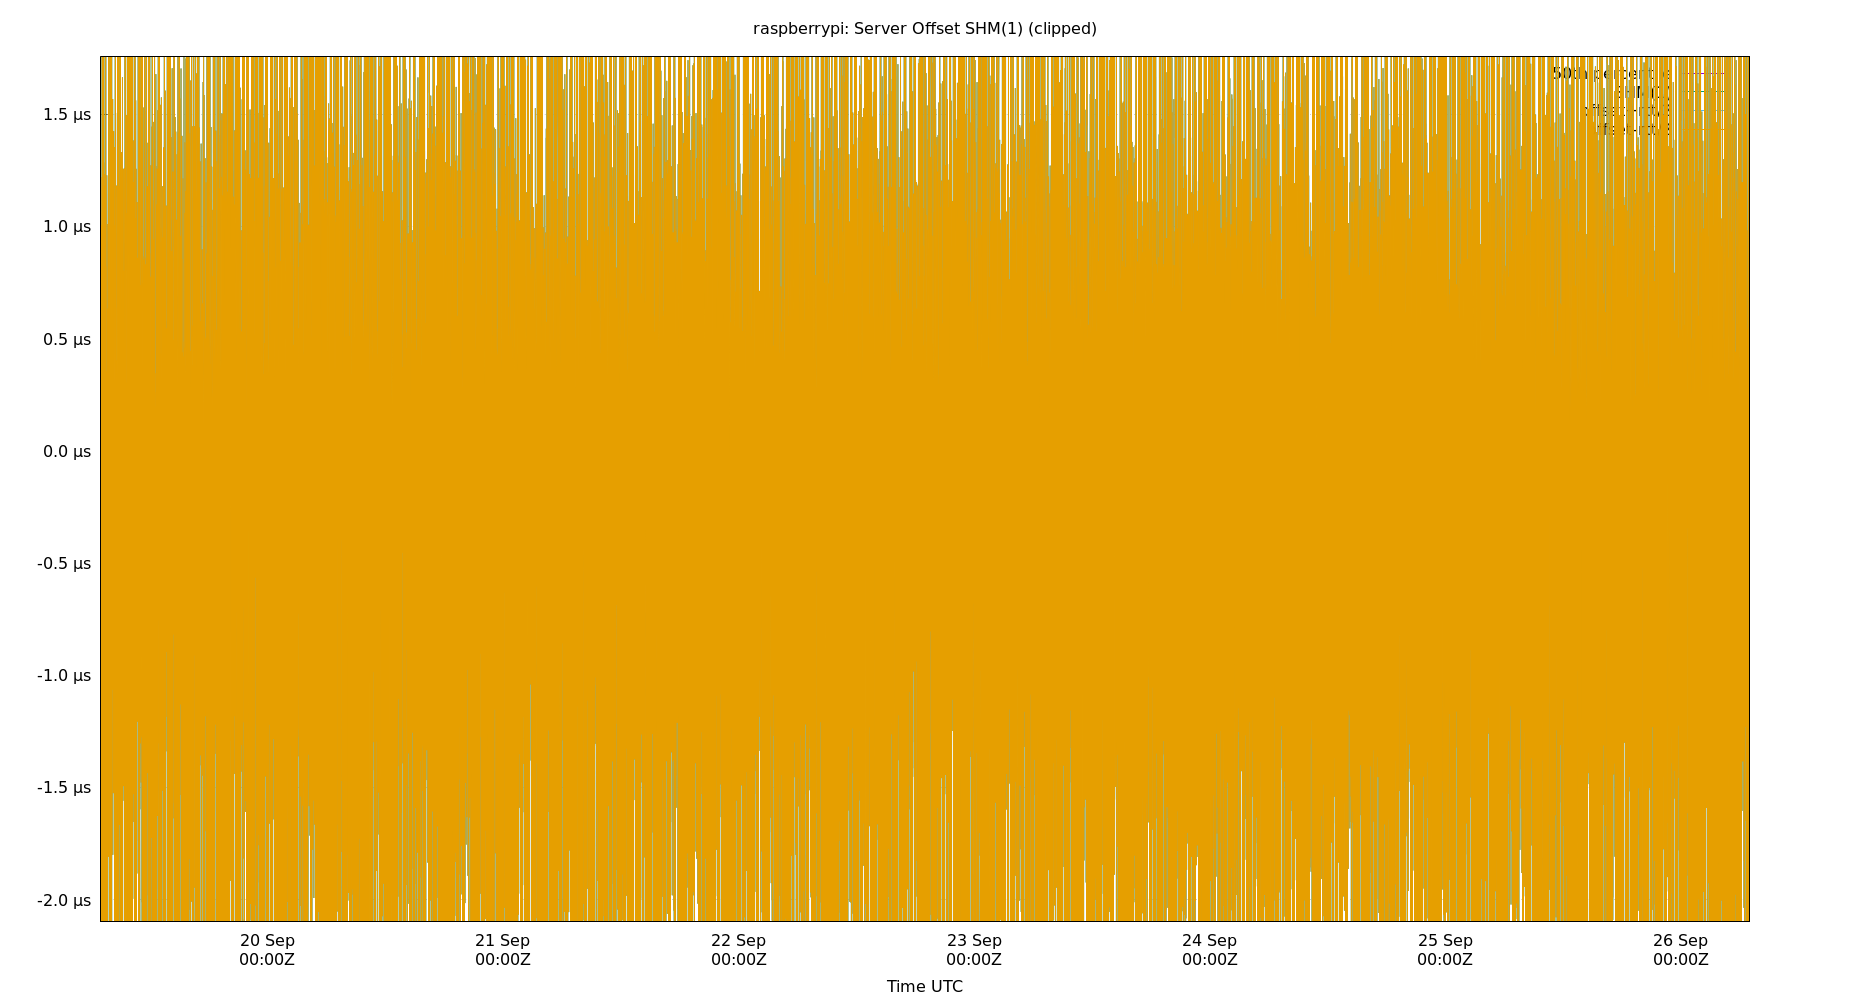 raspberrypi: Server Offset SHM(1) (clipped)
1.5 µs
1.0 µs
0.5 µs
0.0 µs
-0.5 µs
-1.0 µs
-1.5 µs
-2.0 µs
50th percentile
20 Sep 21 Sep 22 Sep 23 Sep 24 Sep 25 Sep 26 Sep
00:00Z 00:00Z 00:00Z 00:00Z 00:00Z 00:00Z 00:00Z
Time UTC